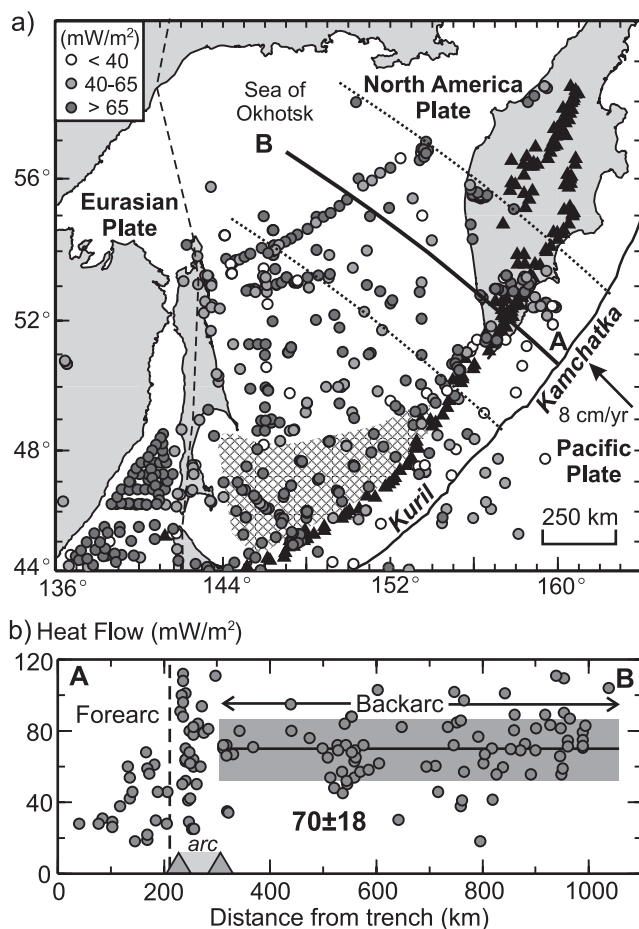 a)
(mW/m²)
< 40
40-65
> 65
Sea of
Okhotsk
North America
Plate
B
56°
Eurasian
Plate
52°
A
Kamchatka
8 cm/yr
48°
Pacific
Plate
Kuril
250 km
44°
136°
144°
152°
160°
b) Heat Flow (mW/m²)
120
A
B
Forearc
Backarc
80
40
70±18
arc
0
0
200
400
600
800
1000
Distance from trench (km)